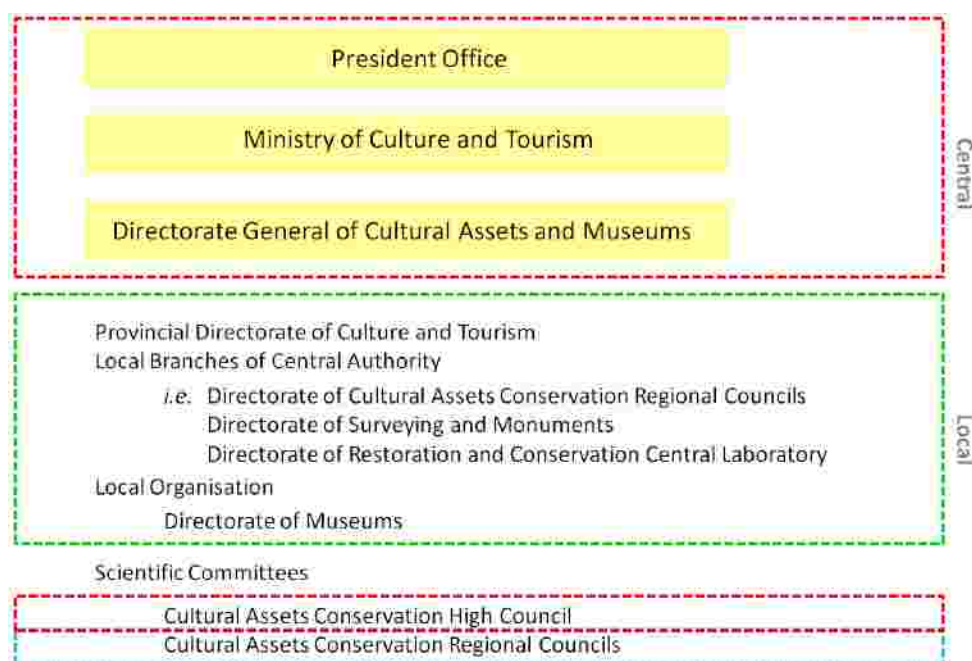 President Office
Ministry of Culture and Tourism
Directorate General of Cultural Assets and Museums
Central
Provincial Directorate of Culture and Tourism
Local Branches of Central Authority
i.e. Directorate of Cultural Assets Conservation Regional Councils
Directorate of Surveying and Monuments
Directorate of Restoration and Conservation Central Laboratory
Local Organisation
Directorate of Museums
Local
Scientific Committees
Cultural Assets Conservation High Council
Cultural Assets Conservation Regional Councils